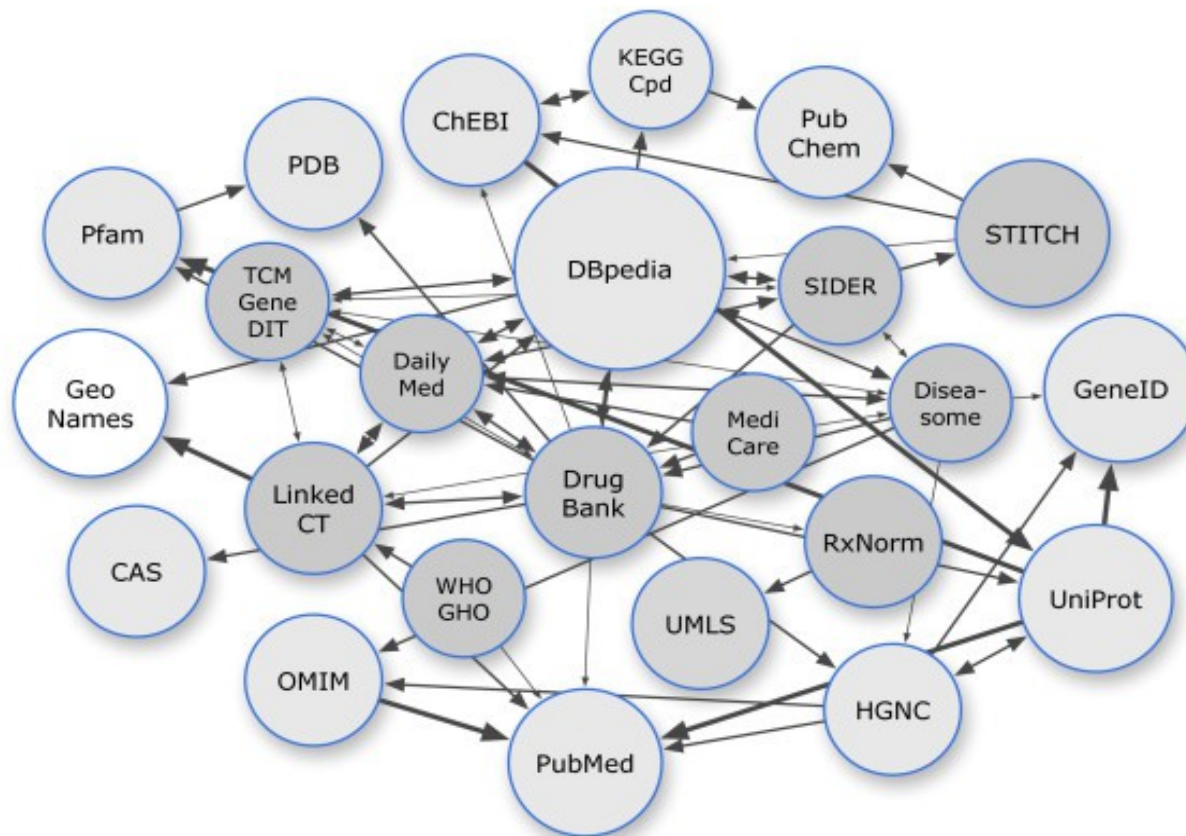 KEGG
Cpd
ChEBI
Pub
Chem
PDB
Pfam
STITCH
DBpedia
TCM
Gene
DIT
SIDER
Daily
Med
Disea-
some
GeneID
Geo
Names
Medi
Care
Linked
CT
Drug
Bank
RxNorm
CAS
WHO
GHO
UMLS
UniProt
OMIM
HGNC
PubMed